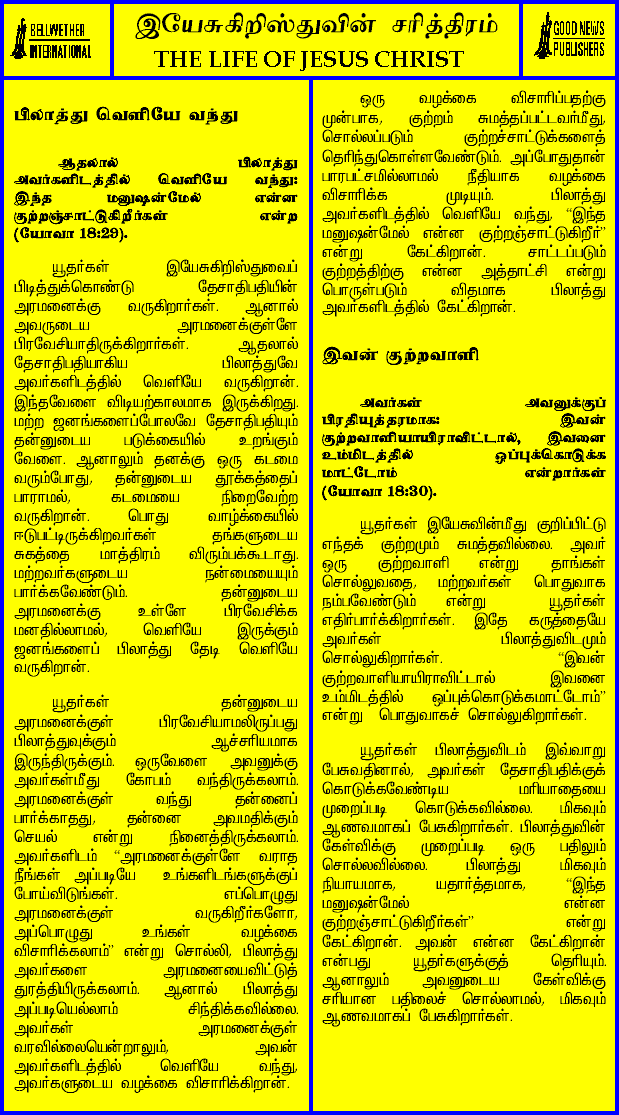 BELLWETHER
INTERNATIONAL
இயேசுகிறிஸ்துவின் சரித்திரம்
THE LIFE OF JESUS CHRIST
GOOD NEWS
PUBLISHERS
பிலாத்து வெளியே வந்து
ஆதலால் பிலாத்து
அவர்களிடத்தில் வெளியே வந்து:
இந்த மனுஷன்மேல் என்ன
குற்றஞ்சாட்டுகிறீர்கள் என்ற
(யோவா 18:29).
யூதர்கள் இயேசுகிறிஸ்துவைப்
பிடித்துக்கொண்டு தேசாதிபதியின்
அரமனைக்கு வருகிறார்கள். ஆனால்
அவருடைய அரமனைக்குள்ளே
பிரவேசியாதிருக்கிறார்கள். ஆதலால்
தேசாதிபதியாகிய பிலாத்துவே
அவர்களிடத்தில் வெளியே வருகிறான்.
இந்தவேளை விடியற்காலமாக இருக்கிறது.
மற்ற ஜனங்களைப்போலவே தேசாதிபதியும்
தன்னுடைய படுக்கையில் உறங்கும்
வேளை. ஆனாலும் தனக்கு ஒரு கடமை
வரும்போது, தன்னுடைய தூக்கத்தைப்
பாராமல், கடமையை நிறைவேற்ற
வருகிறான். பொது வாழ்க்கையில்
ஈடுபட்டிருக்கிறவர்கள் தங்களுடைய
சுகத்தை மாத்திரம் விரும்பக்கூடாது.
மற்றவர்களுடைய நன்மையையும்
பார்க்கவேண்டும். தன்னுடைய
அரமனைக்கு உள்ளே பிரவேசிக்க
மனதில்லாமல், வெளியே இருக்கும்
ஜனங்களைப் பிலாத்து தேடி வெளியே
வருகிறான்.
யூதர்கள் தன்னுடைய
அரமனைக்குள் பிரவேசியாமலிருப்பது
பிலாத்துவுக்கும் ஆச்சரியமாக
இருந்திருக்கும். ஒருவேளை அவனுக்கு
அவர்கள்மீது கோபம் வந்திருக்கலாம்.
அரமனைக்குள் வந்து தன்னைப்
பார்க்காதது, தன்னை அவமதிக்கும்
செயல் என்று நினைத்திருக்கலாம்.
அவர்களிடம் “அரமனைக்குள்ளே வராத
நீங்கள் அப்படியே உங்களிடங்களுக்குப்
போய்விடுங்கள். எப்பொழுது
அரமனைக்குள் வருகிறீர்களோ,
அப்பொழுது உங்கள் வழக்கை
விசாரிக்கலாம்” என்று சொல்லி, பிலாத்து
அவர்களை அரமனையைவிட்டுத்
துரத்தியிருக்கலாம். ஆனால் பிலாத்து
அப்படியெல்லாம் சிந்திக்கவில்லை.
அவர்கள் அரமனைக்குள்
வரவில்லையென்றாலும், அவன்
அவர்களிடத்தில் வெளியே வந்து,
அவர்களுடைய வழக்கை விசாரிக்கிறான்.
ஒரு வழக்கை விசாரிப்பதற்கு
முன்பாக, குற்றம் சுமத்தப்பட்டவர்மீது,
சொல்லப்படும் குற்றச்சாட்டுக்களைத்
தெரிந்துகொள்ளவேண்டும். அப்போதுதான்
பாரபட்சமில்லாமல் நீதியாக வழக்கை
விசாரிக்க முடியும். பிலாத்து
அவர்களிடத்தில் வெளியே வந்து, “இந்த
மனுஷன்மேல் என்ன குற்றஞ்சாட்டுகிறீர்”
என்று கேட்கிறான். சாட்டப்படும்
குற்றத்திற்கு என்ன அத்தாட்சி என்று
பொருள்படும் விதமாக பிலாத்து
அவர்களிடத்தில் கேட்கிறான்.
இவன் குற்றவாளி
அவர்கள் அவனுக்குப்
பிரதியுத்தரமாக: இவன்
குற்றவாளியாயிராவிட்டால், இவனை
உம்மிடத்தில் ஒப்புக்கொடுக்க
மாட்டோம் என்றார்கள்
(யோவா 18:30).
யூதர்கள் இயேசுவின்மீது குறிப்பிட்டு
எந்தக் குற்றமும் சுமத்தவில்லை. அவர்
ஒரு குற்றவாளி என்று தாங்கள்
சொல்லுவதை, மற்றவர்கள் பொதுவாக
நம்பவேண்டும் என்று யூதர்கள்
எதிர்பார்க்கிறார்கள். இதே கருத்தையே
அவர்கள் பிலாத்துவிடமும்
சொல்லுகிறார்கள். “இவன்
குற்றவாளியாயிராவிட்டால் இவனை
உம்மிடத்தில் ஒப்புக்கொடுக்கமாட்டோம்”
என்று பொதுவாகச் சொல்லுகிறார்கள்.
யூதர்கள் பிலாத்துவிடம் இவ்வாறு
பேசுவதினால், அவர்கள் தேசாதிபதிக்குக்
கொடுக்கவேண்டிய மரியாதையை
முறைப்படி கொடுக்கவில்லை. மிகவும்
ஆணவமாகப் பேசுகிறார்கள். பிலாத்துவின்
கேள்விக்கு முறைப்படி ஒரு பதிலும்
சொல்லவில்லை. பிலாத்து மிகவும்
நியாயமாக, யதார்த்தமாக, “இந்த
மனுஷன்மேல் என்ன
குற்றஞ்சாட்டுகிறீர்கள்” என்று
கேட்கிறான். அவன் என்ன கேட்கிறான்
என்பது யூதர்களுக்குத் தெரியும்.
ஆனாலும் அவனுடைய கேள்விக்கு
சரியான பதிலைச் சொல்லாமல், மிகவும்
ஆணவமாகப் பேசுகிறார்கள்.